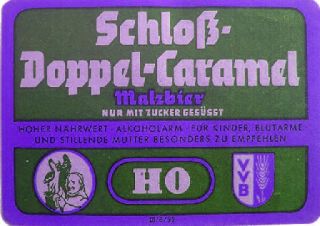 Schloß-
Doppel-Caramel
Malzbier
NUR MIT ZUCKER GESÜSST
HOHER NÄHRWERT - ALKOHOLARM - FÜR KINDER, BLUTARME
UND STILLENDE MÜTTER BESONDERS ZU EMPFEHLEN
HO
VVB